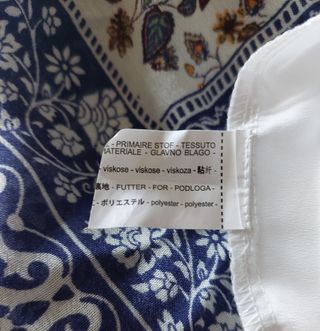 - PRIMAIRE STOF - TESSUTO
MATERIALE - GLAVNO BLAGO -
viskose - viskose - viskoza - 粘纤 -
裏地 - FUTTER - FOR - PODLOGA -
- ポリエステル - polyester - polyester -